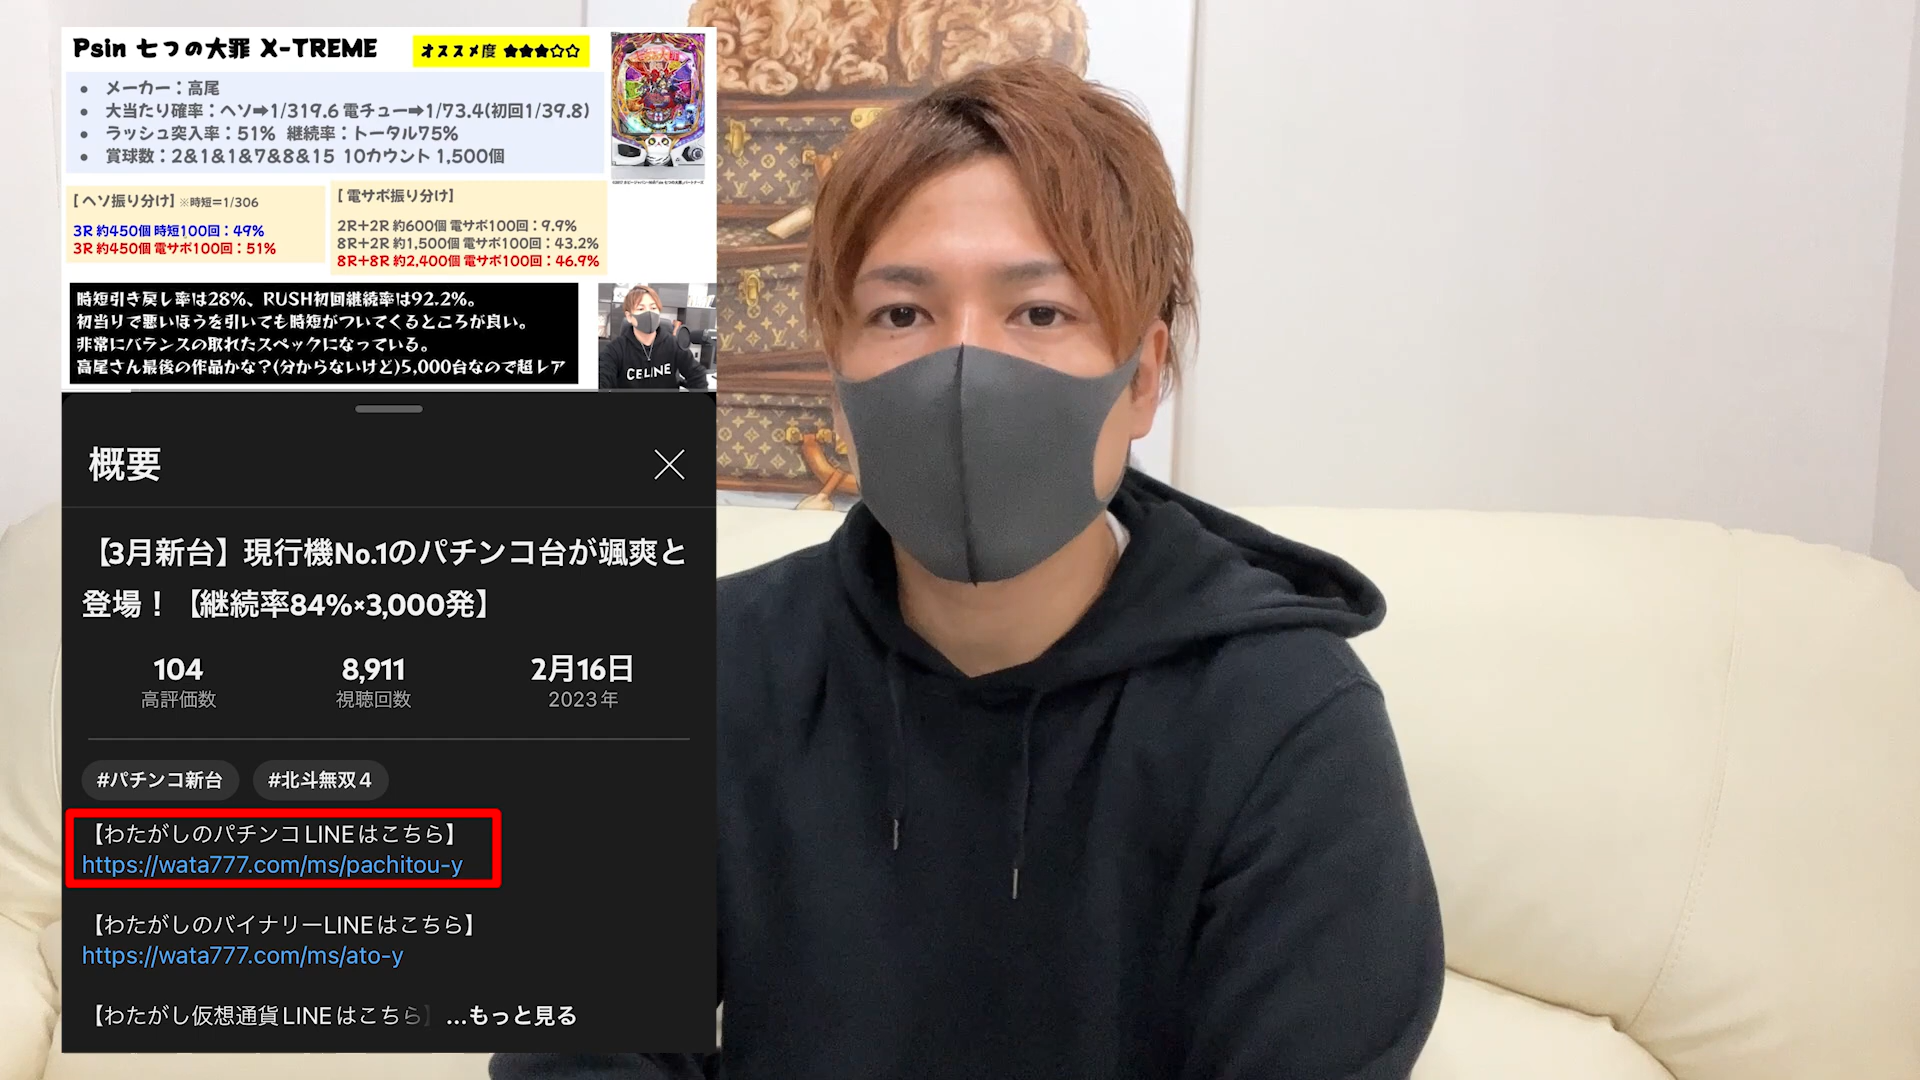 Psin 七つの大罪 X-TREME
オススメ度 ★★★☆☆
• メーカー：高尾
• 大当たり確率：ヘソ➡1/319.6 電チュー➡1/73.4(初回1/39.8)
• ラッシュ突入率：51% 継続率：トータル75%
• 賞球数：2&1&1&7&8&15 10カウント 1,500個
[ヘソ振り分け] ※時短=1/306
3R 約450個 時短100回：49%
3R 約450個 電サポ100回：51%
[電サポ振り分け]
2R+2R 約600個 電サポ100回：9.9%
8R+2R 約1,500個 電サポ100回：43.2%
8R+8R 約2,400個 電サポ100回：46.9%
時短引き戻し率は28%、RUSH初回継続率は92.2%。
初当りで悪いほうを引いても時短がついてくるところが良い。
非常にバランスの取れたスペックになっている。
高尾さん最後の作品かな？(分からないけど)5,000台なので超レア
CELINE
概要
【3月新台】現行機No.1のパチンコ台が颯爽と
登場！【継続率84%×3,000発】
104
高評価数
8,911
視聴回数
2月16日
2023年
#パチンコ新台
#北斗無双４
【わたがしのパチンコLINEはこちら】
https://wata777.com/ms/pachitou-y
【わたがしのバイナリーLINEはこちら】
https://wata777.com/ms/ato-y
【わたがし仮想通貨LINEはこちら】 ...もっと見る